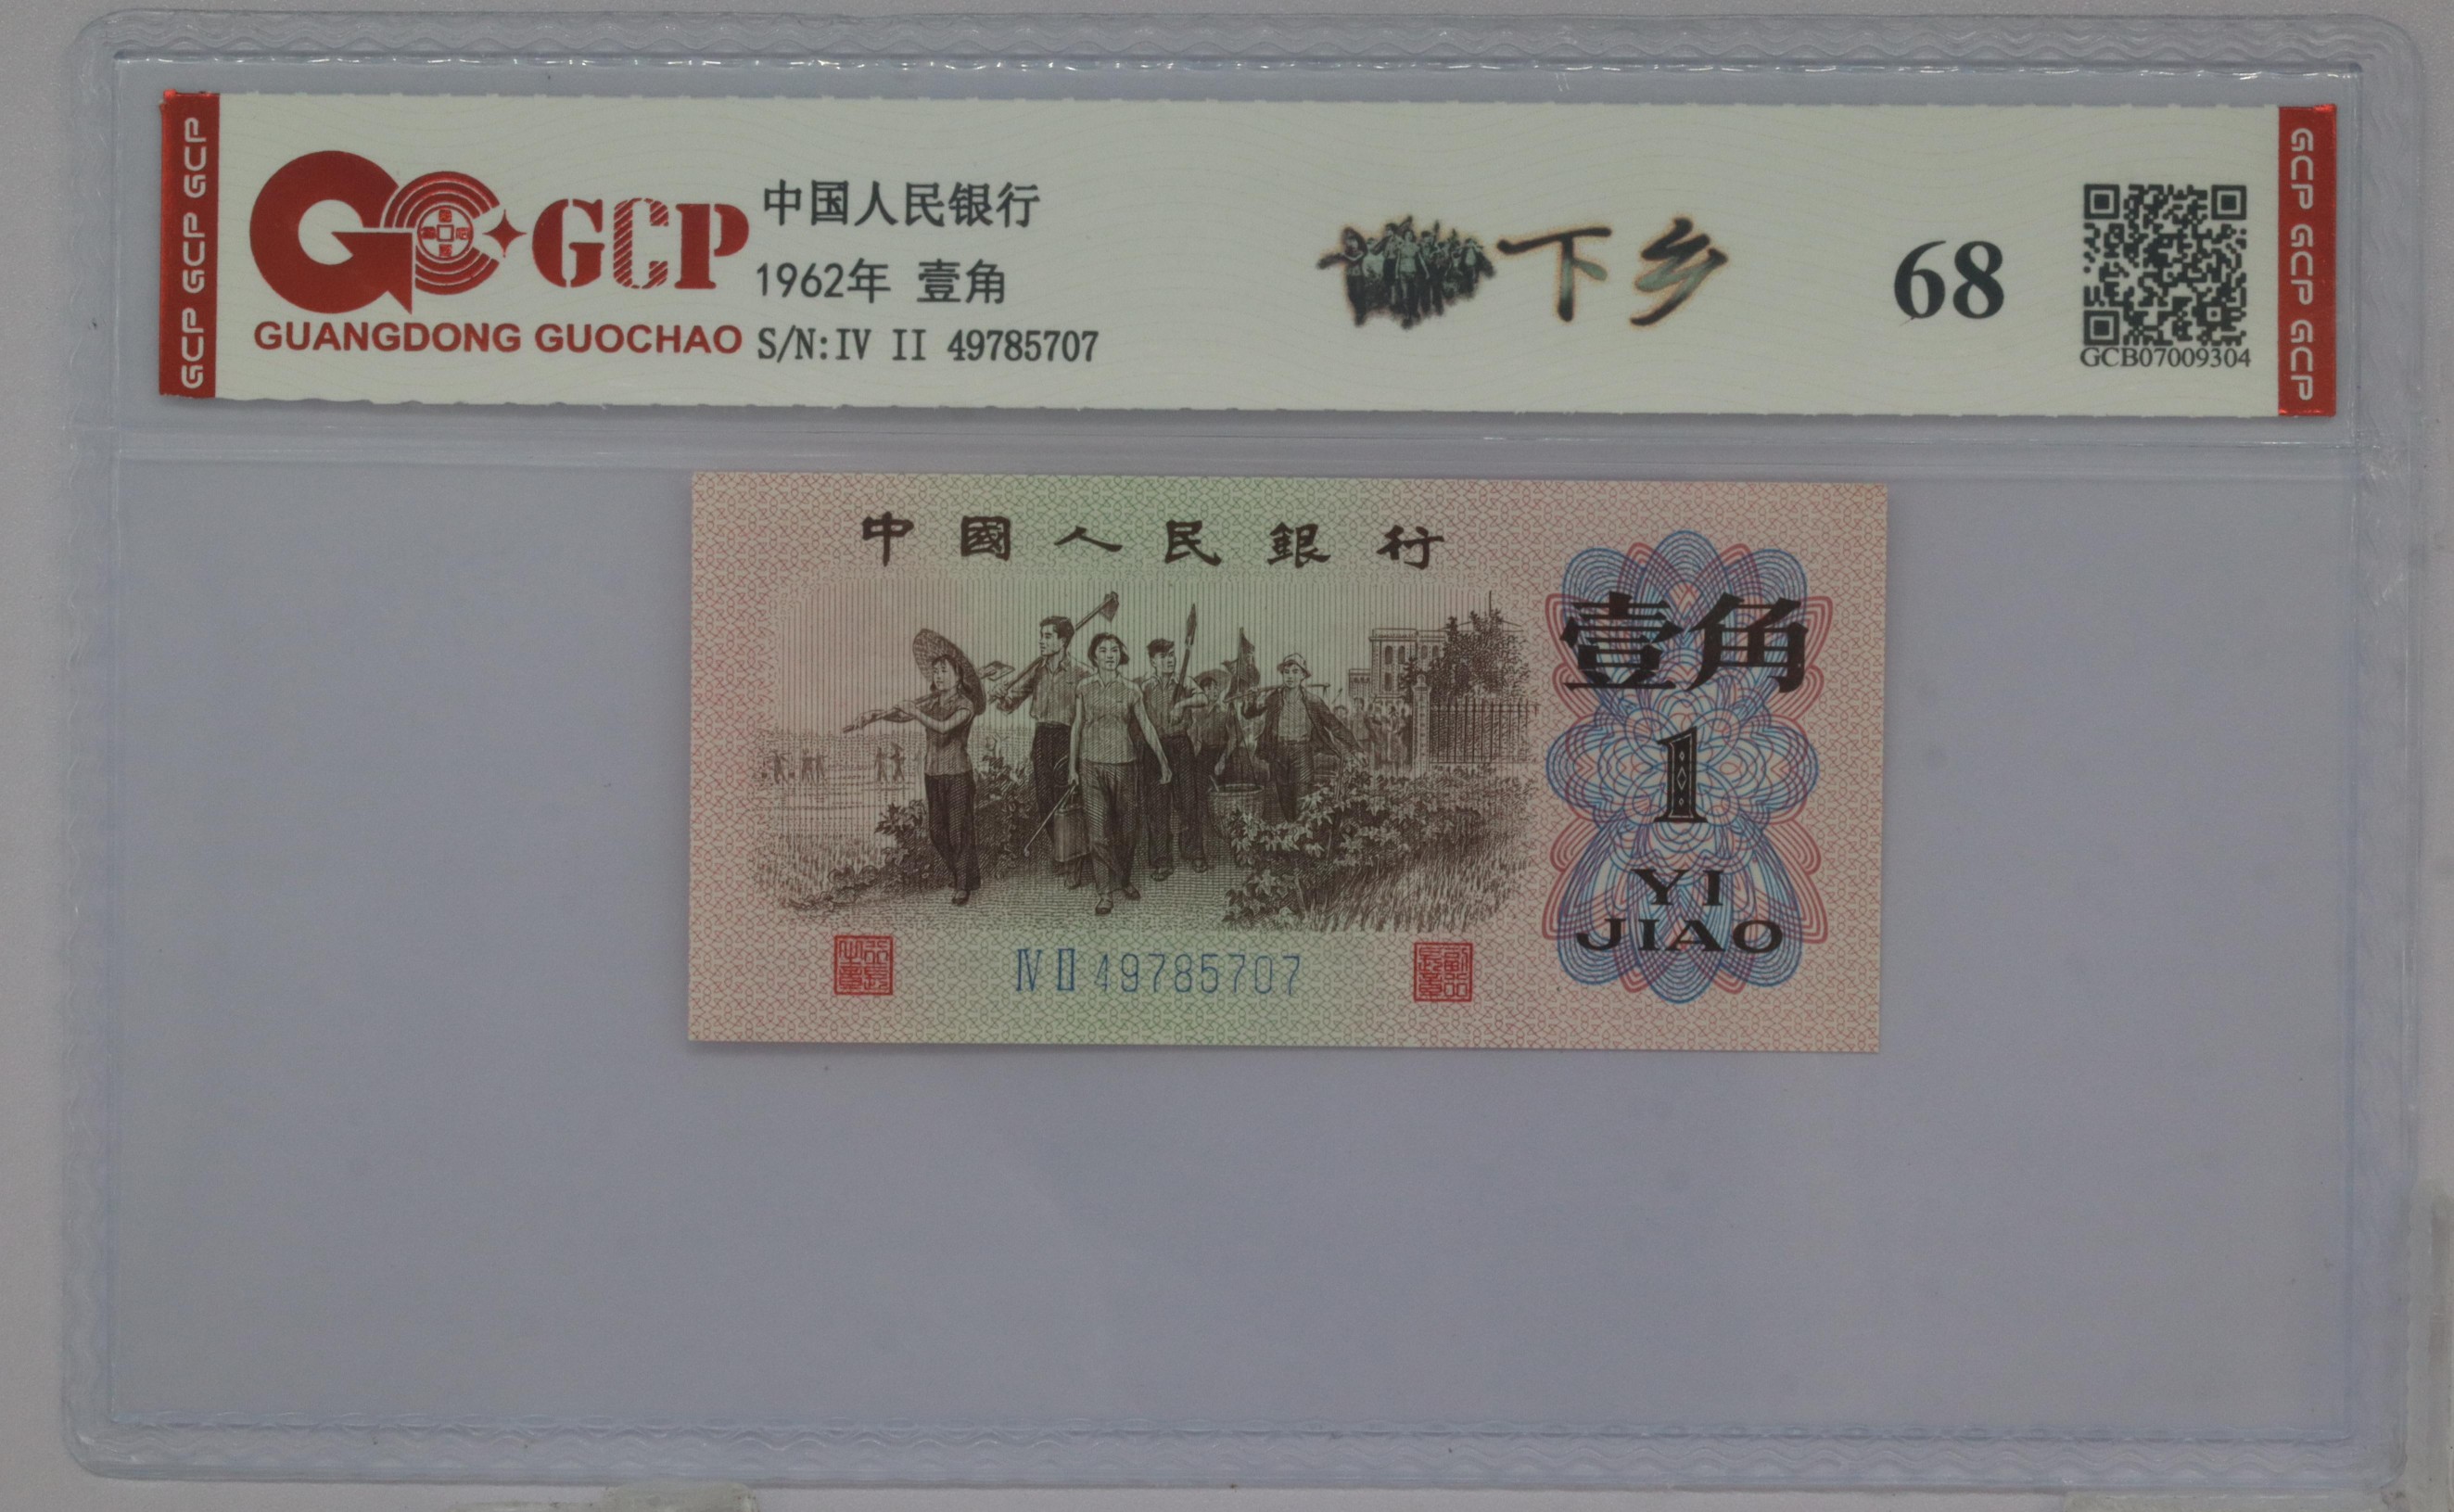 GCP GCP GCP
GCP
GUANGDONG GUOCHAO
中国人民银行
1962年 壹角
S/N:IV II 49785707
下乡
68
GCB07009304
GCP GCP GCP
中國人民銀行
壹角
1
YI
JIAO
IV II 49785707